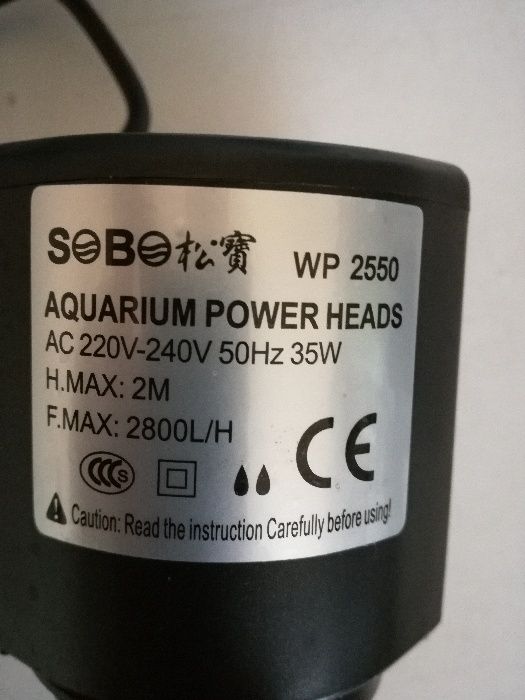 SOBO松寶 WP 2550
AQUARIUM POWER HEADS
AC 220V-240V 50Hz 35W
H.MAX: 2M
F.MAX: 2800L/H
CCC S CE
Caution: Read the instruction Carefully before using!